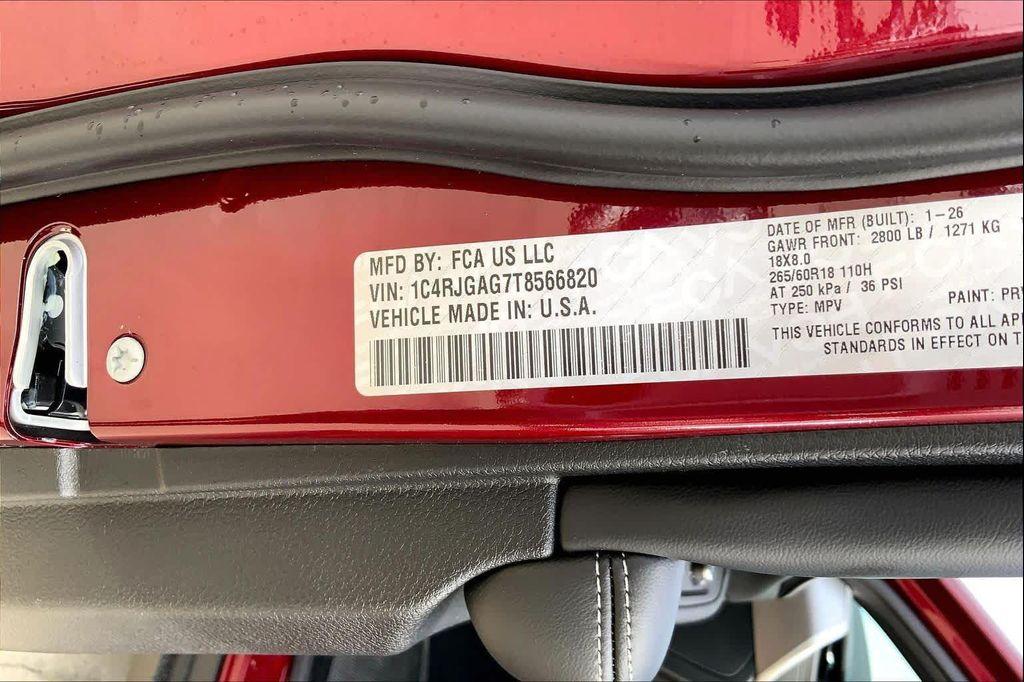 MFD BY: FCA US LLC
VIN: 1C4RJGAG7T8566820
VEHICLE MADE IN: U.S.A.
DATE OF MFR (BUILT): 1-26
GAWR FRONT: 2800 LB / 1271 KG
18X8.0
265/60R18 110H
AT 250 kPa / 36 PSI
TYPE: MPV
PAINT: PR
THIS VEHICLE CONFORMS TO ALL AP
STANDARDS IN EFFECT ON T